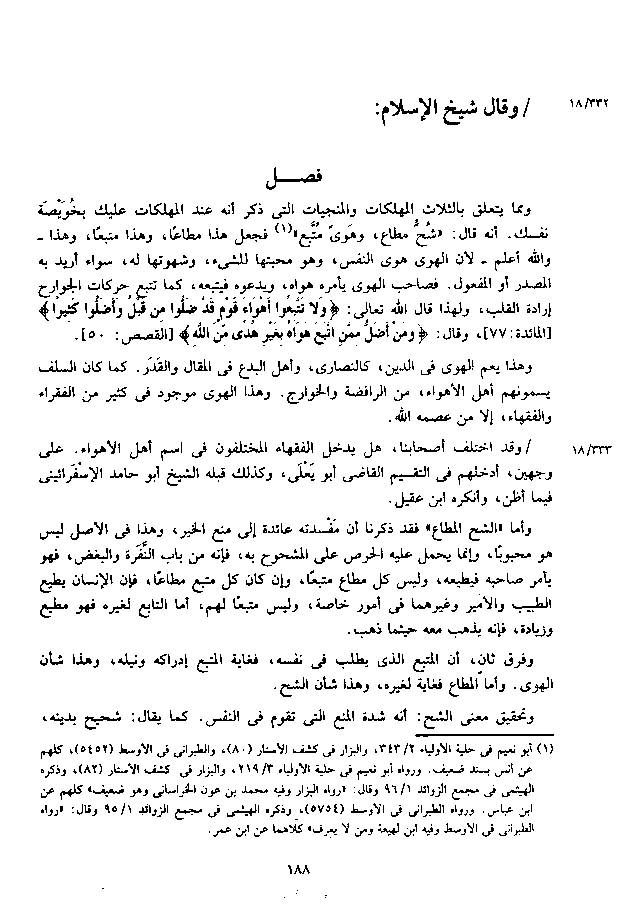 ١٨/٣٣٢
/ وقال شيخ الإسلام:
فصـــل
ومما يتعلق بالثلاث المهلكات والمنجيات التى ذكر أنه عند المهلكات عليك بخُوَيْصَة
نفسك. أنه قال: «شُحٌّ مطاع، وهَوىً مُتَّبع»(١) فجعل هذا مطاعًا، وهذا متبعًا، وهذا ـ
والله أعلم ـ لأن الهوى هوى النفس، وهو محبتها للشىء، وشهوتها له، سواء أريد به
المصدر أو المفعول. فصاحب الهوى يأمره هواه، ويدعوه فيتبعه، كما تتبع حركات الجوارح
إرادة القلب، ولهذا قال الله تعالى: ﴿وَلا تَتَّبِعُوا أَهْوَاءَ قَوْمٍ قَدْ ضَلُّوا مِن قَبْلُ وَأَضَلُّوا كَثِيرًا﴾
[المائدة:٧٧]، وقال: ﴿وَمَنْ أَضَلُّ مِمَّنِ اتَّبَعَ هَوَاهُ بِغَيْرِ هُدًى مِّنَ اللَّهِ﴾ [القصص: ٥٠].
وهذا يعم الهوى فى الدين، كالنصارى، وأهل البدع فى المقال والقَدَر. كما كان السلف
يسمونهم أهل الأهواء، من الرافضة والخوارج. وهذا الهوى موجود فى كثير من الفقراء
والفقهاء، إلا من عصمه الله.
١٨/٣٣٣
/ وقد اختلف أصحابنا، هل يدخل الفقهاء المختلفون فى اسم أهل الأهواء. على
وجهين، أدخلهم فى التقسيم القاضى أبو يَعْلَى، وكذلك قبله الشيخ أبو حامد الإسْفَرائينى
فيما أظن، وأنكره ابن عقيل.
وأما «الشح المطاع» فقد ذكرنا أن مَفْسدته عائدة إلى منع الخير، وهذا فى الأصل ليس
هو محبوبًا، وإنما يحمل عليه الحرص على المشحوح به، فإنه من باب النَّفرة والبغض، فهو
يأمر صاحبه فيطيعه، وليس كل مطاع متبعًا، وإن كان كل متبع مطاعًا، فإن الإنسان يطيع
الطبيب والأمير وغيرهما فى أمور خاصة، وليس متبعًا لهم، أما التابع لغيره فهو مطيع
وزيادة، فإنه يذهب معه حيثما ذهب.
وفرق ثان، أن المتبع الذى يطلب فى نفسه، فغاية المتبع إدراكه ونيله، وهذا شأن
الهوى. وأما المطاع فغاية لغيره، وهذا شأن الشح.
وتحقيق معنى الشح: أنه شدة المنع التى تقوم فى النفس. كما يقال: شحيح بدينه،
(١) أبو نعيم فى حلية الأولياء ٣٤٣/٢، والبزار فى كشف الأستار (٨٠)، والطبرانى فى الأوسط (٥٤٥٢)، كلهم
عن أنس بسند ضعيف. ورواه أبو نعيم فى حلية الأولياء ٢١٩/٣، والبزار فى كشف الأستار (٨٢)، وذكره
الهيثمى فى مجمع الزوائد ٩٦/١ وقال: «رواه البزار وفيه محمد بن عون الخراسانى وهو ضعيف» كلهم عن
ابن عباس. ورواه الطبرانى فى الأوسط (٥٧٥٤)، وذكره الهيثمى فى مجمع الزوائد ٩٥/١ وقال: «رواه
الطبرانى فى الأوسط وفيه ابن لهيعة ومن لا يعرف» كلاهما عن ابن عمر.
١٨٨